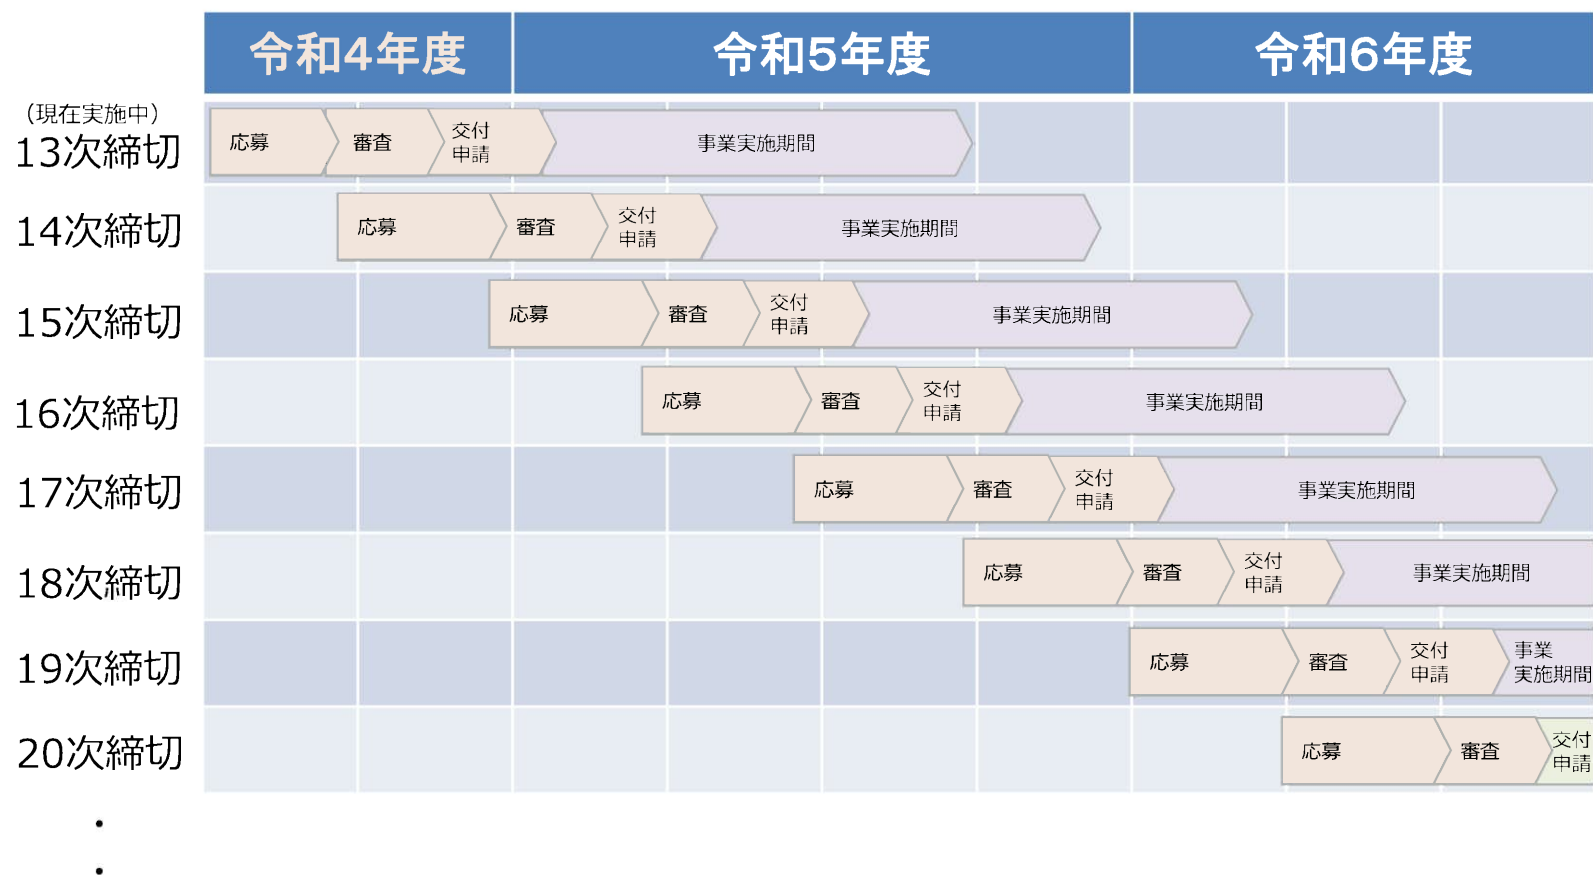 令和4年度 令和5年度 令和6年度
（現在実施中）
13次締切 応募 審査 交付 事業実施期間
申請
14次締切 応募 審査 交付 事業実施期間
申請
15次締切 応募 審査 交付 事業実施期間
申請
16次締切 応募 審査 交付 事業実施期間
申請
17次締切 応募 審査 交付 事業実施期間
申請
18次締切 応募 審査 交付 事業実施期間
申請
19次締切 応募 審査 交付 事業
申請 実施期間
20次締切 応募 審査 交付
申請
・
・